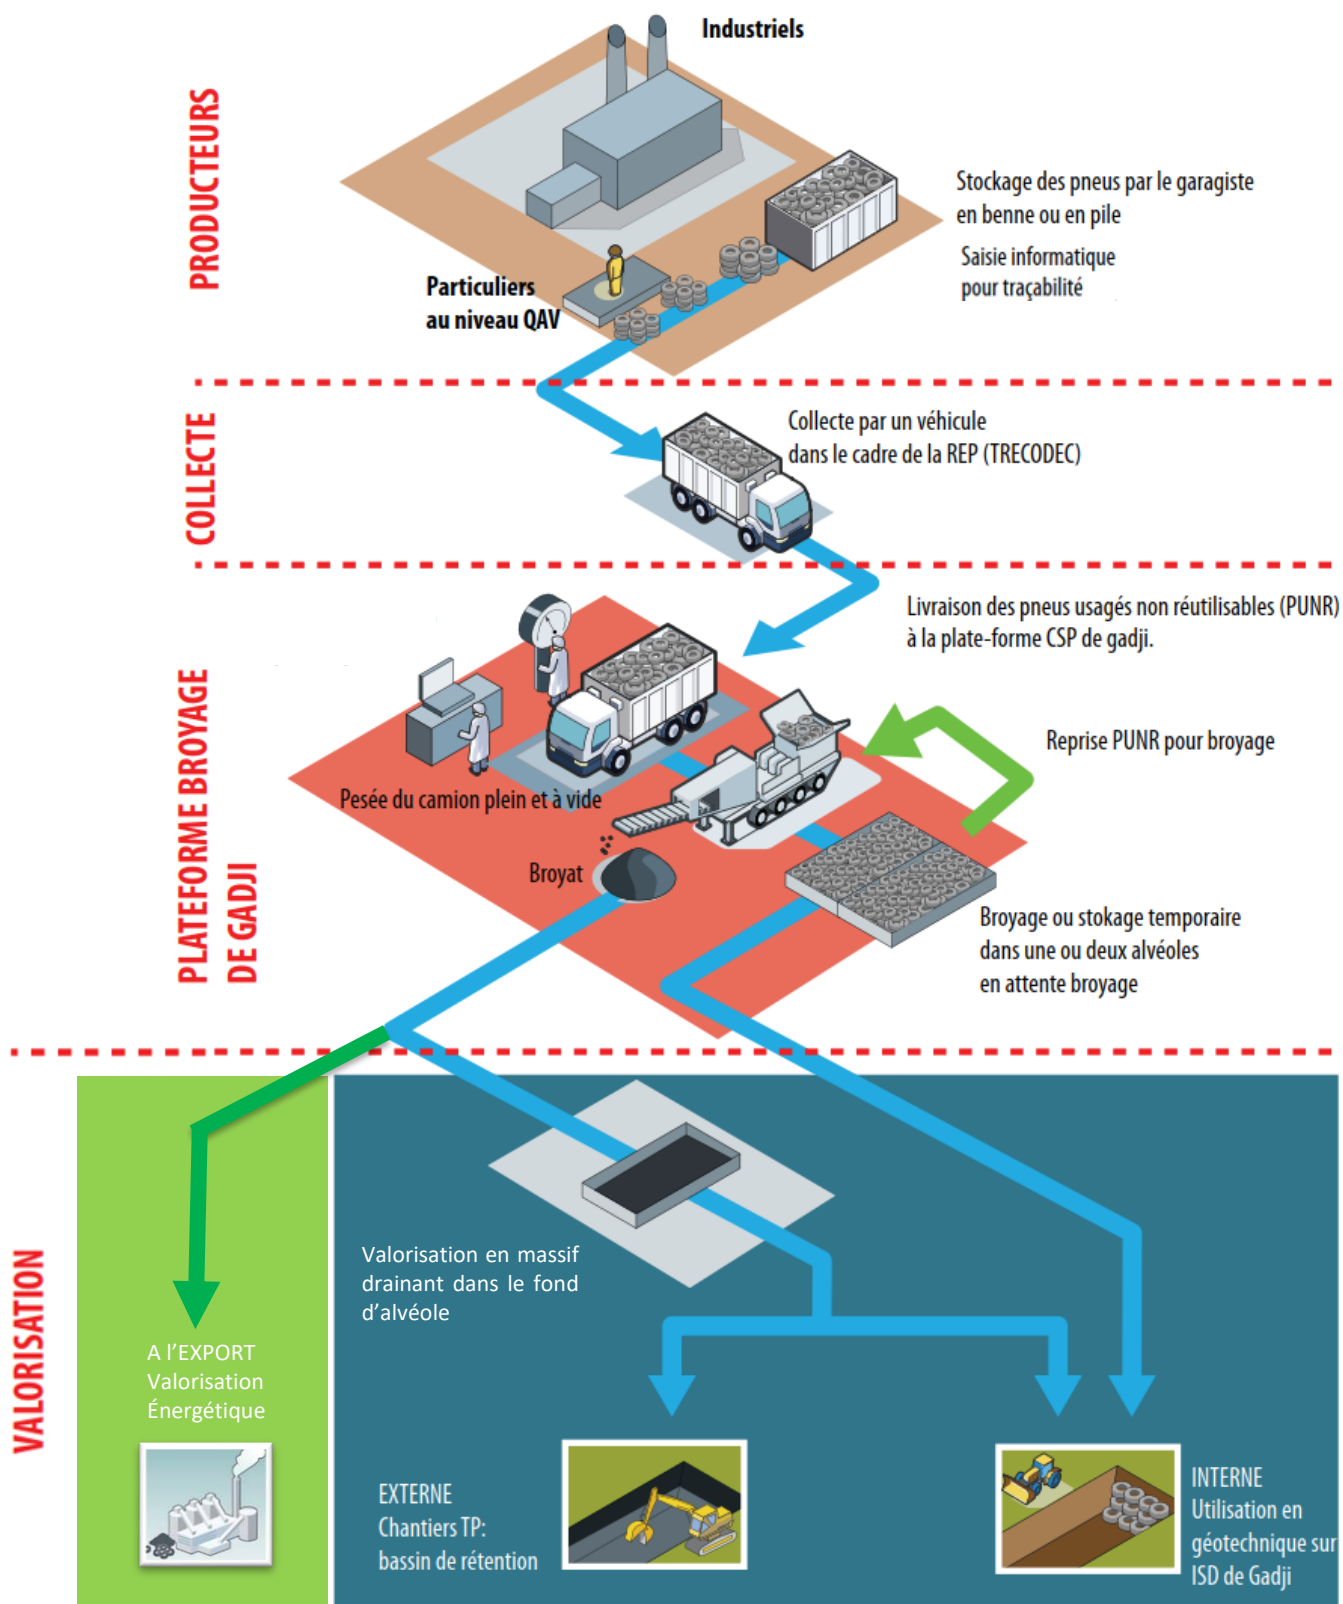 Industriels
PRODUCTEURS
Stockage des pneus par le garagiste
en benne ou en pile
Saisie informatique
pour traçabilité
Particuliers
au niveau QAV
COLLECTE
Collecte par un véhicule
dans le cadre de la REP (TRECODEC)
Livraison des pneus usagés non réutilisables (PUNR)
à la plate-forme CSP de gadji.
PLATEFORME BROYAGE
DE GADJI
Reprise PUNR pour broyage
Pesée du camion plein et à vide
Broyat
Broyage ou stokage temporaire
dans une ou deux alvéoles
en attente broyage
VALORISATION
Valorisation en massif
drainant dans le fond
d'alvéole
A l'EXPORT
Valorisation
Énergétique
EXTERNE
Chantiers TP:
bassin de rétention
INTERNE
Utilisation en
géotechnique sur
ISD de Gadji